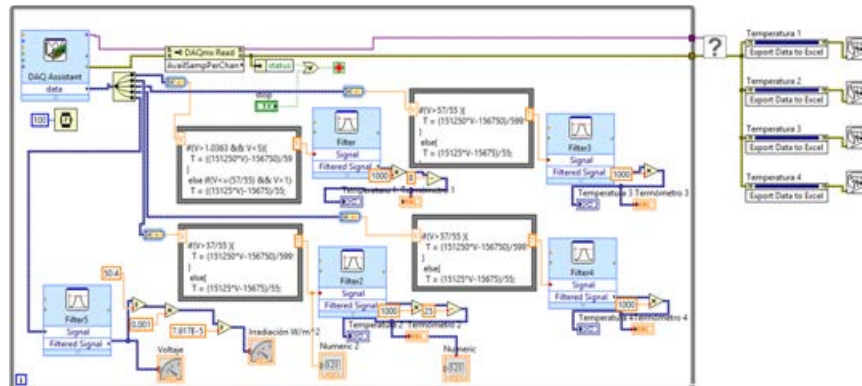 DAQ Assistant
data
DAQmx Read
AvailSampPerChan
status
stop
TF
100
if(V>1.0363 && V<5){
T = ((151250*V)-156750)/59
}
else if(V<=(57/55) && V>1)
T = ((15125*V)-15675)/55;
Filter
Signal
Filtered Signal
1000
8
Temperatura 1
Termómetro 1
if(V>57/55 ){
T = (151250*V-156750)/599
}
else{
T = (15125*V-15675)/55;
Filter3
Signal
Filtered Signal
1000
Temperatura 3
Termómetro 3
if(V>57/55 ){
T = (151250*V-156750)/599
}
else{
T = (15125*V-15675)/55;
Filter2
Signal
Filtered Signal
1000
25
Temperatura 2
Termómetro 2
Numeric 2
Numeric
if(V>57/55 ){
T = (151250*V-156750)/599
}
else{
T = (15125*V-15675)/55;
Filter4
Signal
Filtered Signal
1000
Temperatura 4
Termómetro 4
Filter5
Signal
Filtered Signal
50.4
0.001
7.817E-5
Irradiación W/m^2
Voltaje
i
?
Temperatura 1
Export Data to Excel
Temperatura 2
Export Data to Excel
Temperatura 3
Export Data to Excel
Temperatura 4
Export Data to Excel